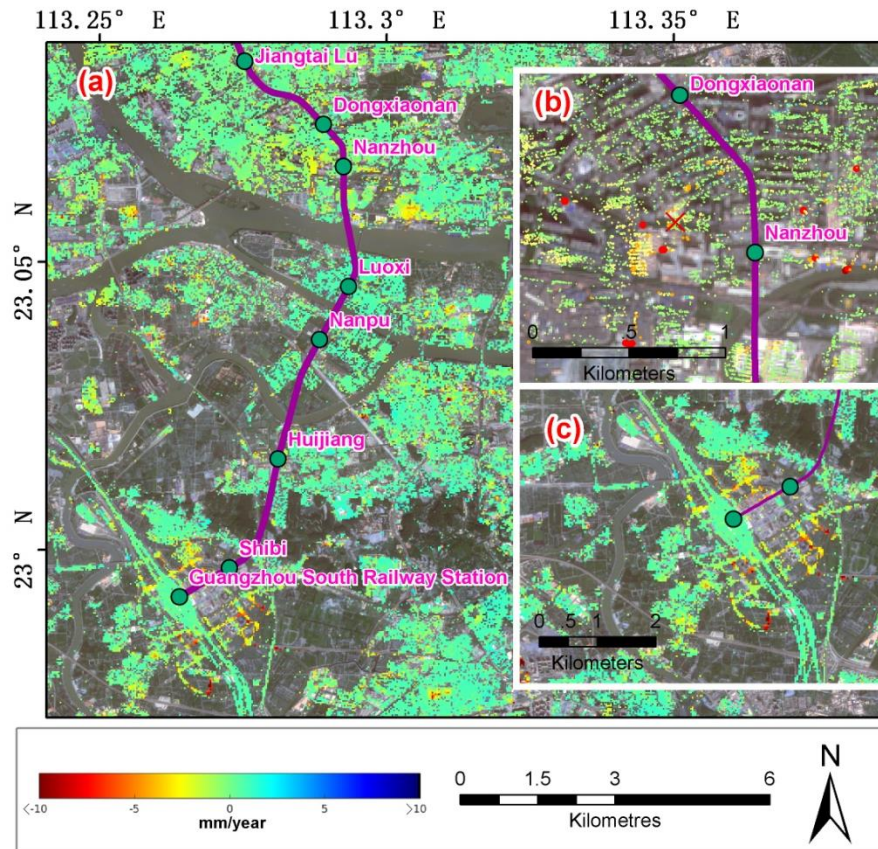 113.25° E 113.3° E 113.35° E
(a)
Jiangtai Lu
Dongxiaonan
Nanzhou
Luoxi
Nanpu
Huijiang
Shibi
Guangzhou South Railway Station
23.05° N
23° N
(b)
Dongxiaonan
Nanzhou
0 .5 1
Kilometers
(c)
0 0.5 1 2
Kilometers
<-10 -5 0 5 >10
mm/year
0 1.5 3 6
Kilometres
N